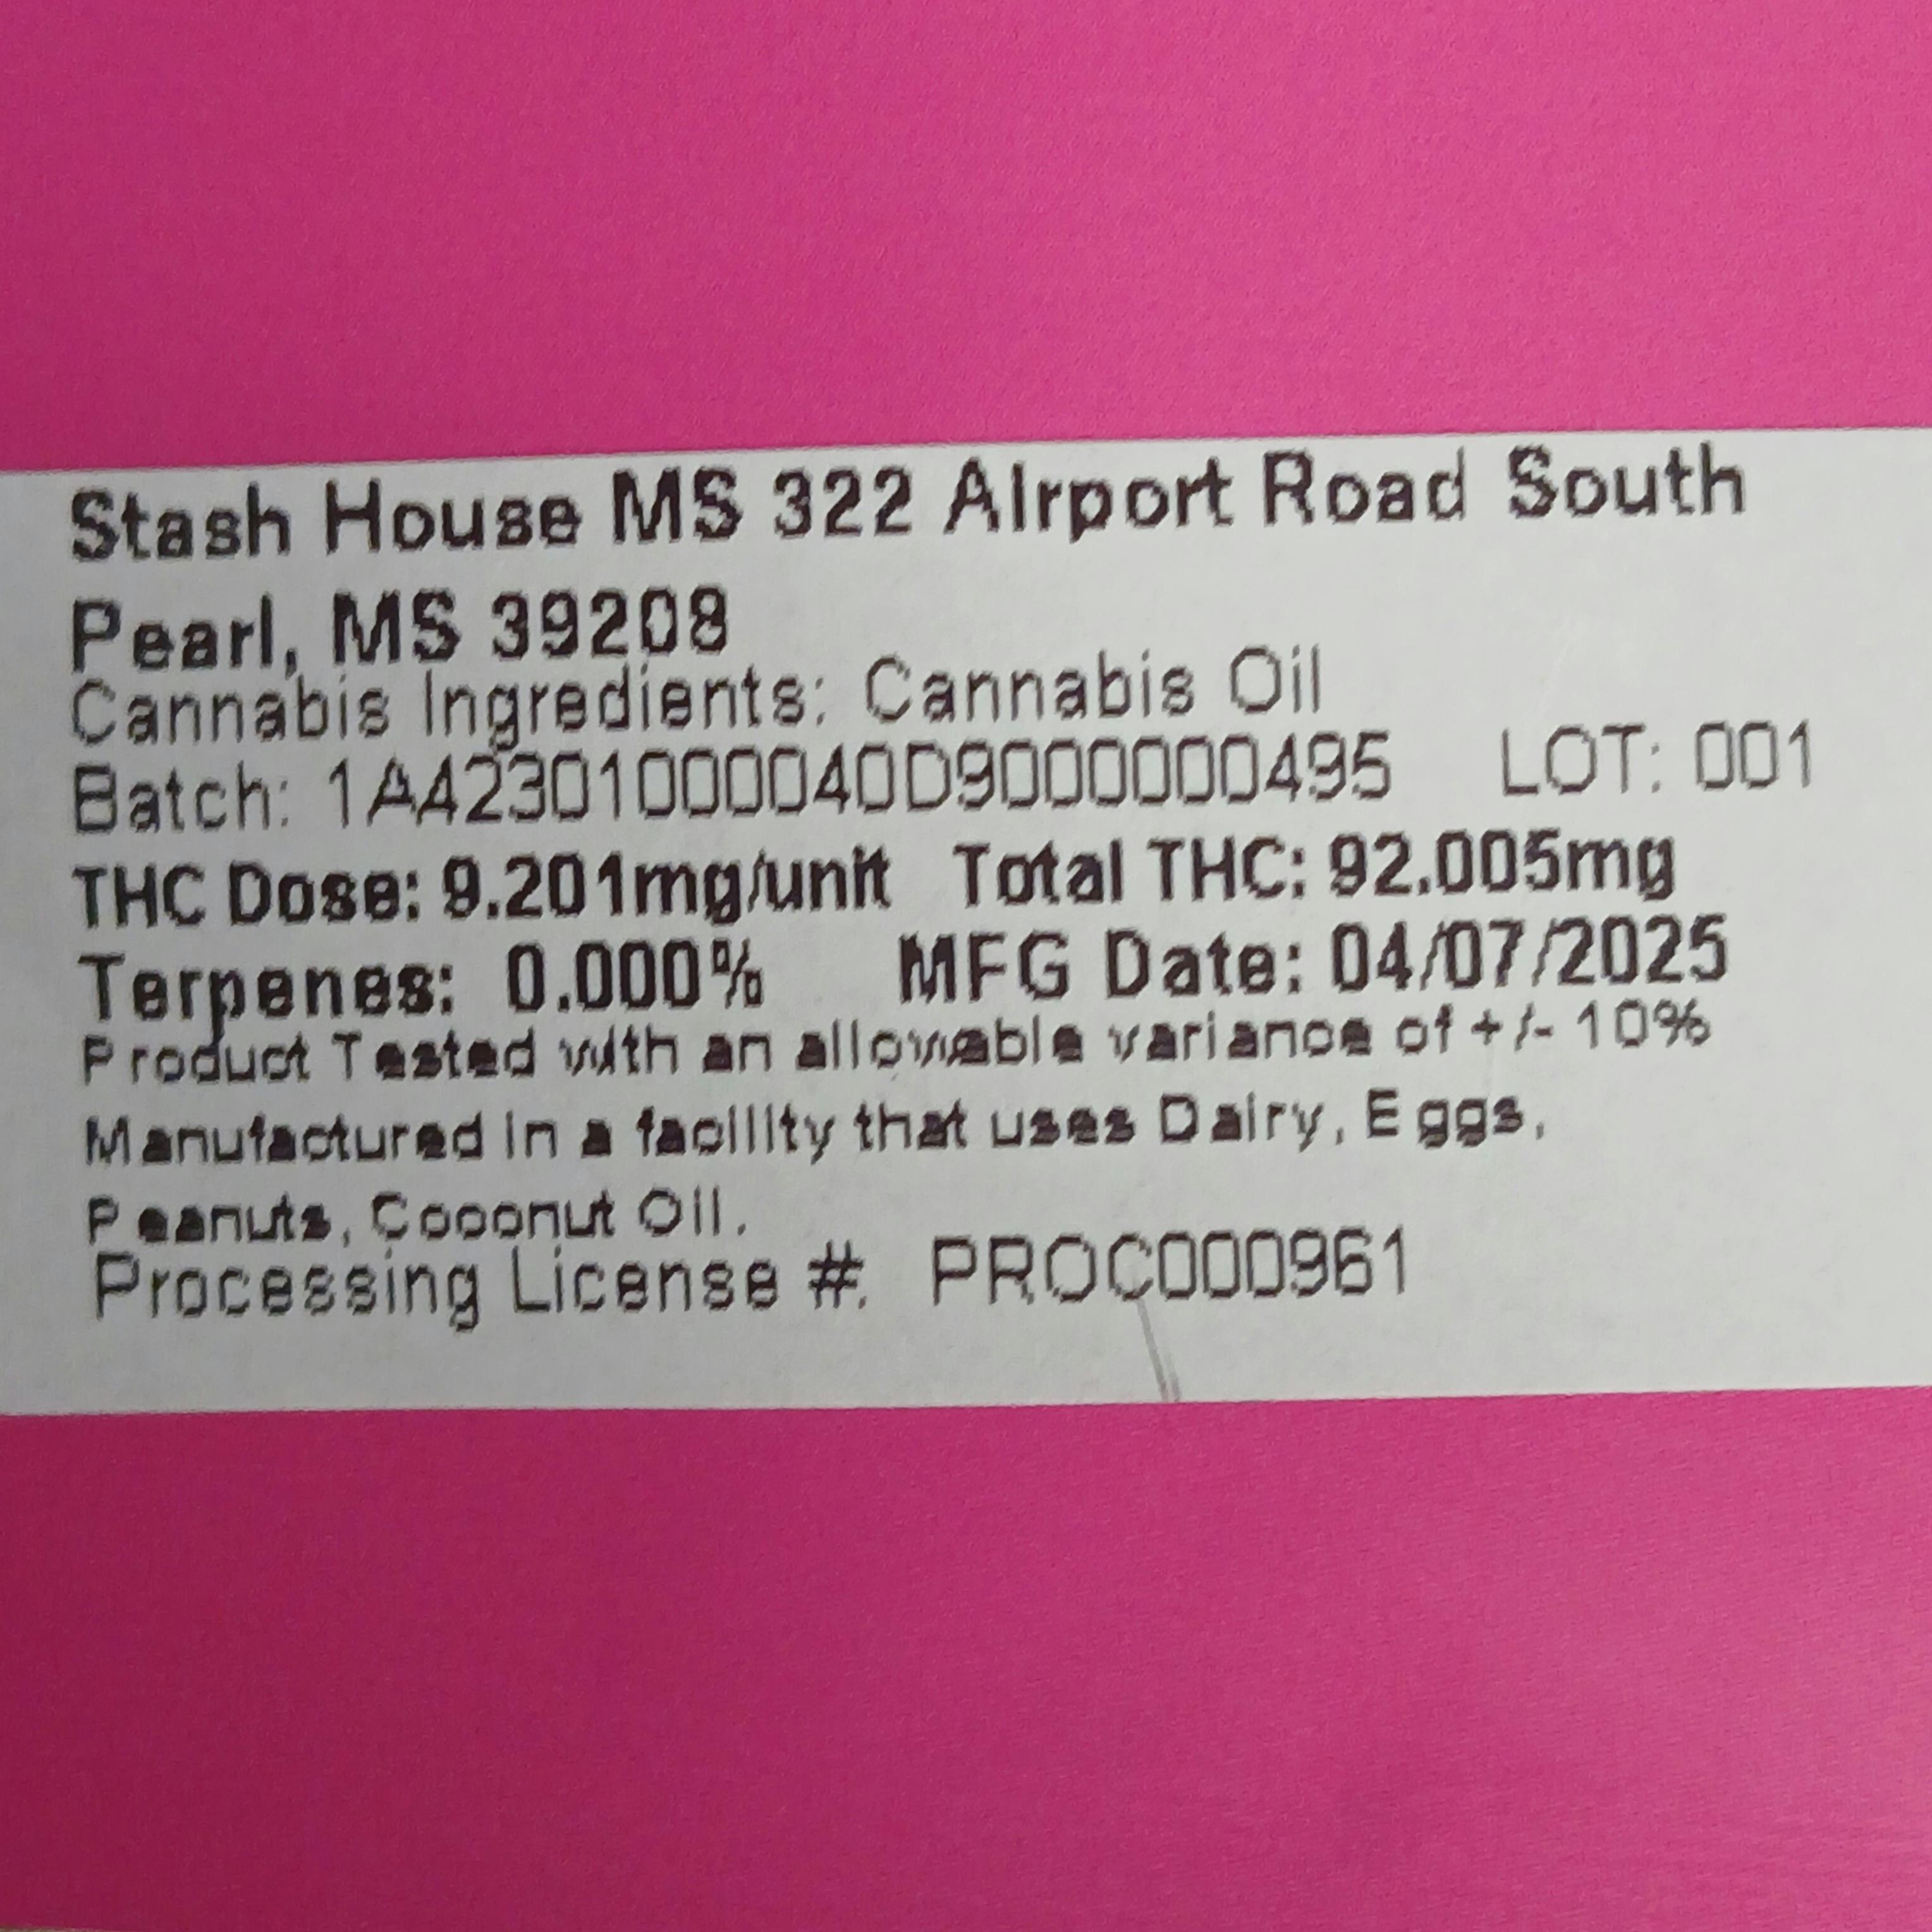 Stash House MS 322 Airport Road South
Pearl, MS 39208
Cannabis Ingredients: Cannabis Oil
Batch: 1A42301000040D9000000495 LOT: 001
THC Dose: 9.201mg/unit Total THC: 92.005mg
Terpenes: 0.000% MFG Date: 04/07/2025
Product Tested with an allowable variance of +/- 10%
Manufactured in a facility that uses Dairy, Eggs,
Peanuts, Coconut Oil.
Processing License #: PROC000961